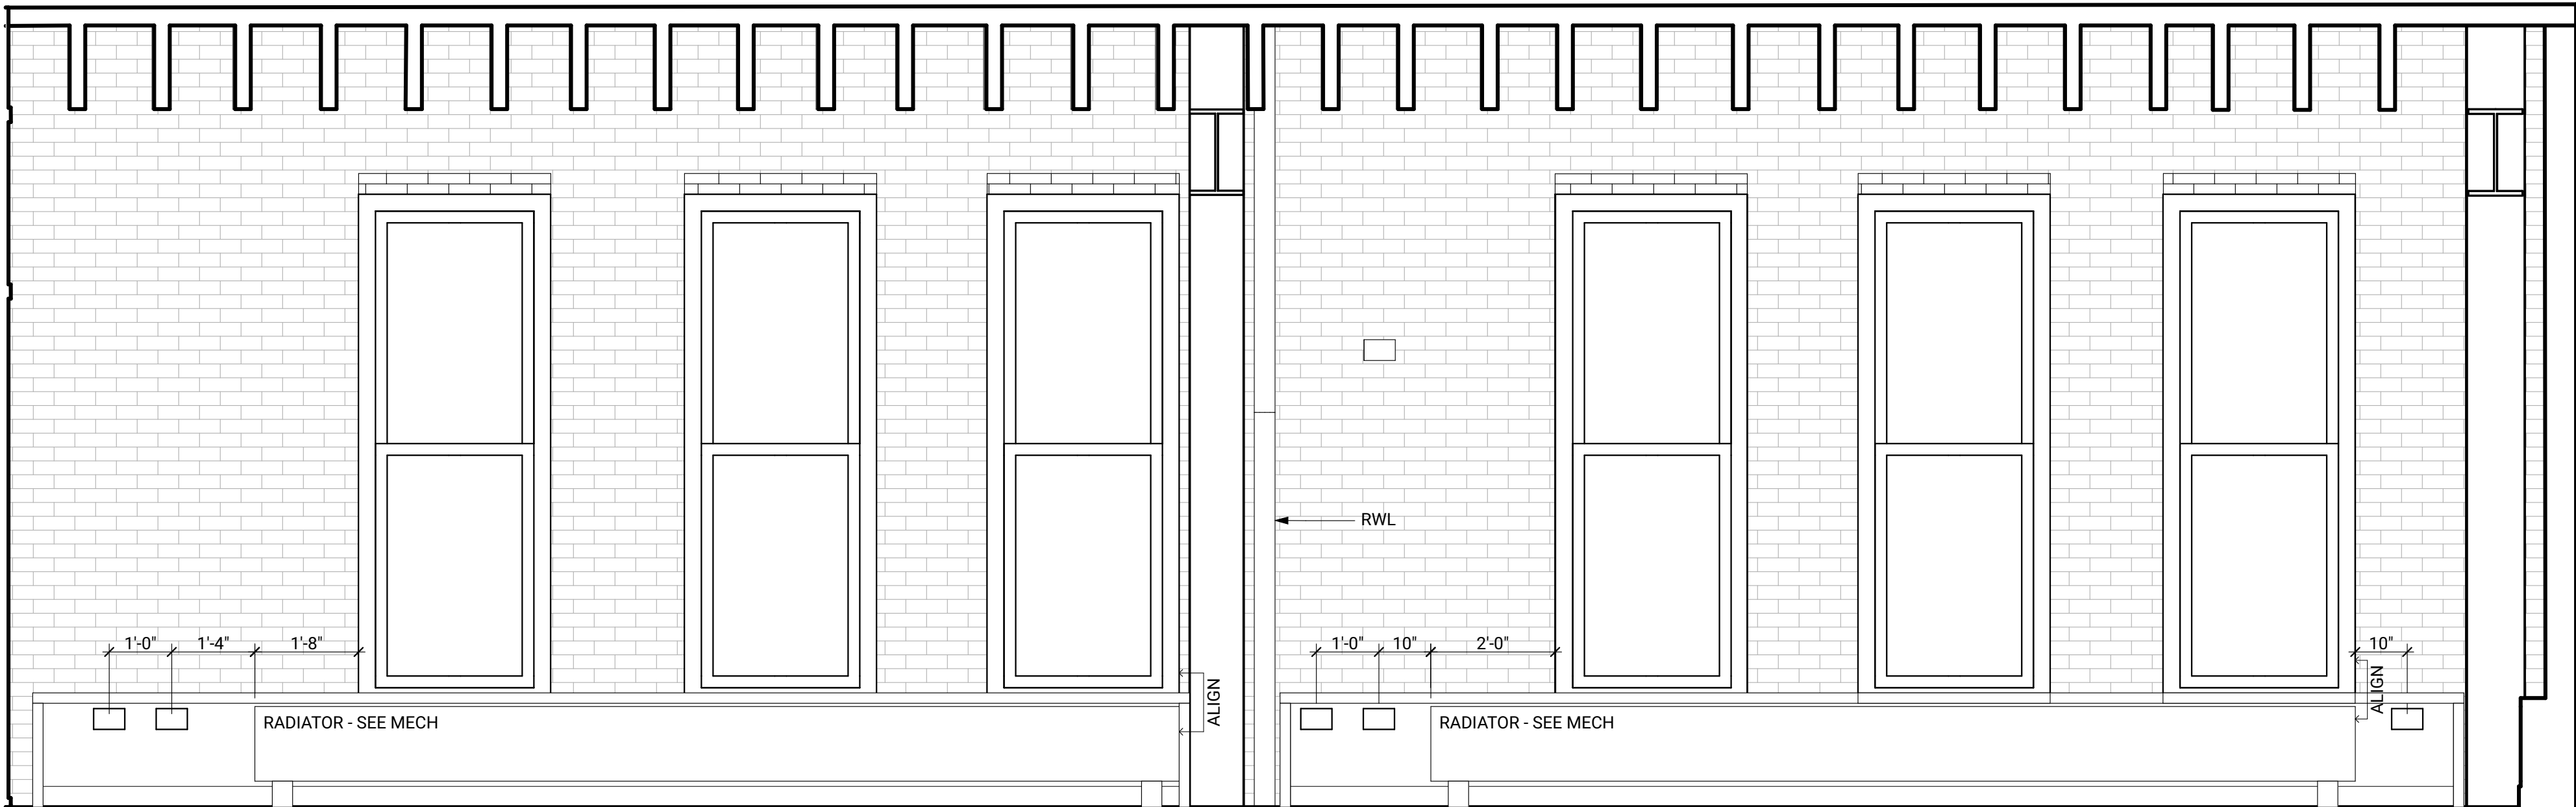 RWL
1'-0"
1'-4"
1'-8"
1'-0"
10"
2'-0"
10"
ALIGN
ALIGN
RADIATOR - SEE MECH
RADIATOR - SEE MECH